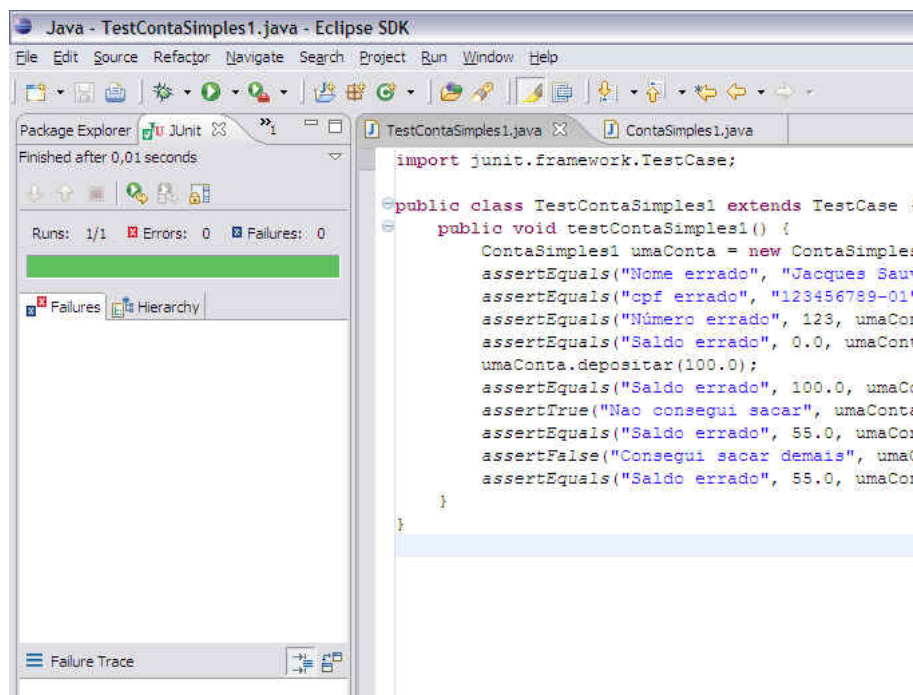 Java - TestContaSimples1.java - Eclipse SDK
File Edit Source Refactor Navigate Search Project Run Window Help
Package Explorer JUnit »1
Finished after 0,01 seconds
Runs: 1/1 Errors: 0 Failures: 0
Failures Hierarchy
Failure Trace
TestContaSimples1.java ContaSimples1.java
import junit.framework.TestCase;
public class TestContaSimples1 extends TestCase {
public void testContaSimples1() {
ContaSimples1 umaConta = new ContaSimples
assertEquals("Nome errado", "Jacques Sauv
assertEquals("cpf errado", "123456789-01"
assertEquals("Número errado", 123, umaCon
assertEquals("Saldo errado", 0.0, umaCont
umaConta.depositar(100.0);
assertEquals("Saldo errado", 100.0, umaCo
assertTrue("Nao consegui sacar", umaConta
assertEquals("Saldo errado", 55.0, umaCon
assertFalse("Consegui sacar demais", umaC
assertEquals("Saldo errado", 55.0, umaCon
}
}